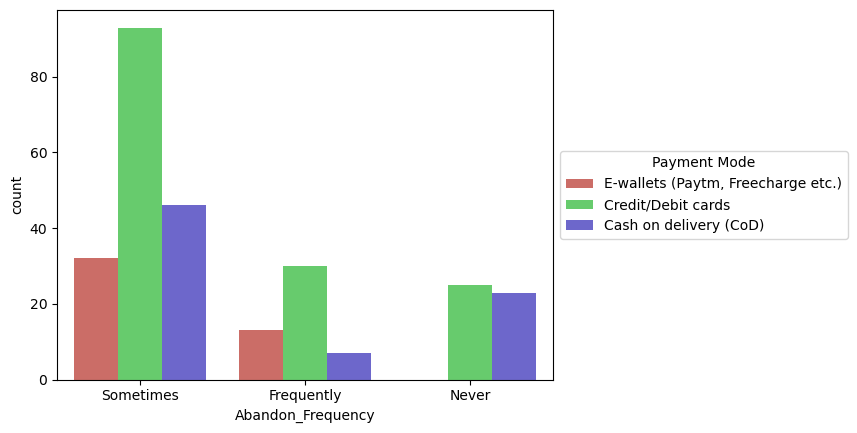 80
60
40
20
0
count
Sometimes
Frequently
Never
Abandon_Frequency
Payment Mode
E-wallets (Paytm, Freecharge etc.)
Credit/Debit cards
Cash on delivery (CoD)